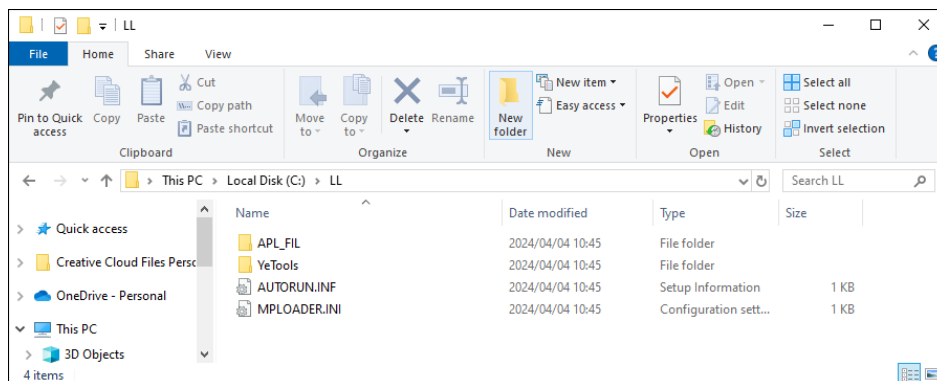 LL
File Home Share View
Pin to Quick access
Copy
Paste
Cut
Copy path
Paste shortcut
Clipboard
Move to
Copy to
Delete
Rename
Organize
New folder
New item
Easy access
New
Properties
Open
Edit
History
Open
Select all
Select none
Invert selection
Select
This PC > Local Disk (C:) > LL
Search LL
Quick access
Creative Cloud Files Perso
OneDrive - Personal
This PC
3D Objects
Name Date modified Type Size
APL_FIL 2024/04/04 10:45 File folder
YeTools 2024/04/04 10:45 File folder
AUTORUN.INF 2024/04/04 10:45 Setup Information 1 KB
MPLOADER.INI 2024/04/04 10:45 Configuration sett... 1 KB
4 items